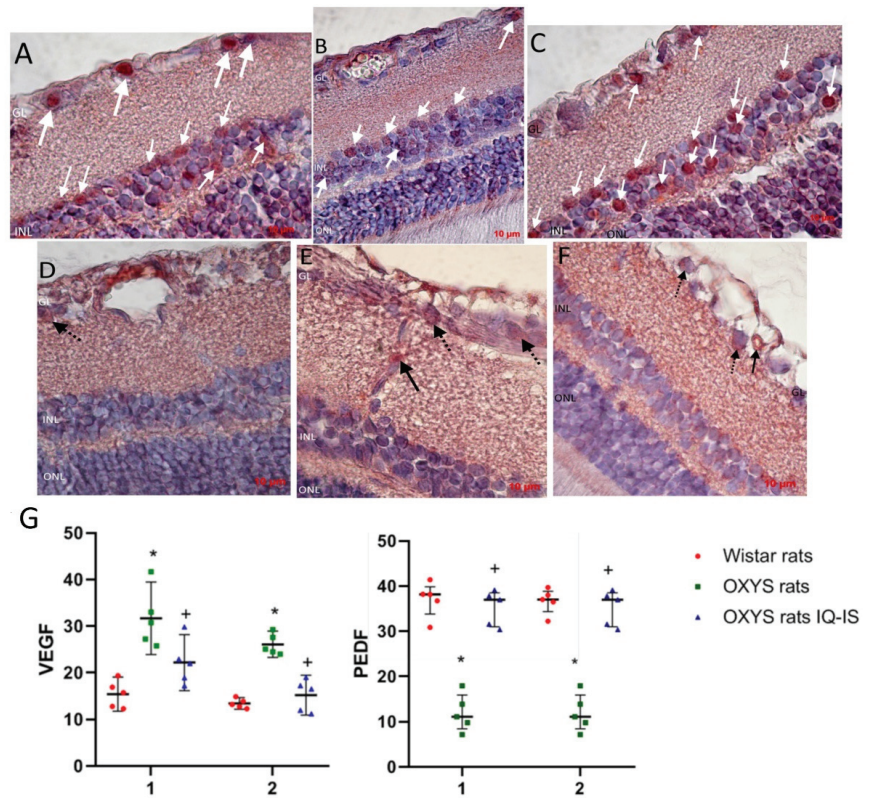 A
GL
INL
10 µm
B
GL
INL
ONL
10 µm
C
GL
INL
ONL
D
GL
INL
ONL
10 µm
E
GL
INL
ONL
10 µm
F
INL
ONL
GL
10 µm
G
VEGF
50
40
30
20
10
0
1
2
*
+
*
+
PEDF
50
40
30
20
10
0
1
2
*
+
*
+
Wistar rats
OXYS rats
OXYS rats IQ-IS